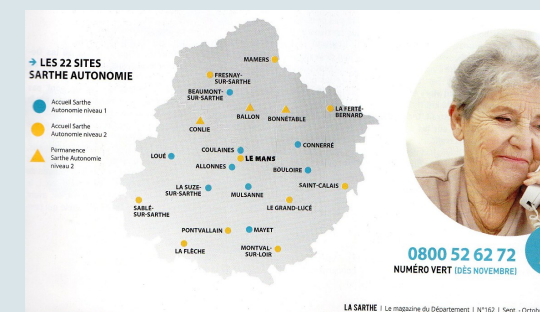 → LES 22 SITES
SARTHE AUTONOMIE
Accueil Sarthe
Autonomie niveau 1
Accueil Sarthe
Autonomie niveau 2
Permanence
Sarthe Autonomie
niveau 2
MAMERS
FRESNAY-
SUR-SARTHE
BEAUMONT-
SUR-SARTHE
BALLON
BONNÉTABLE
LA FERTÉ-
BERNARD
CONLIE
COULAINES
CONNERRÉ
LOUÉ
LE MANS
ALLONNES
BOULOIRE
LA SUZE-
SUR-SARTHE
MULSANNE
SAINT-CALAIS
SABLÉ-
SUR-SARTHE
LE GRAND-LUCÉ
PONTVALLAIN
MAYET
LA FLÈCHE
MONTVAL-
SUR-LOIR
0800 52 62 72
NUMÉRO VERT (DÈS NOVEMBRE)
LA SARTHE | Le magazine du Département | N°162 | Sept. - Octob